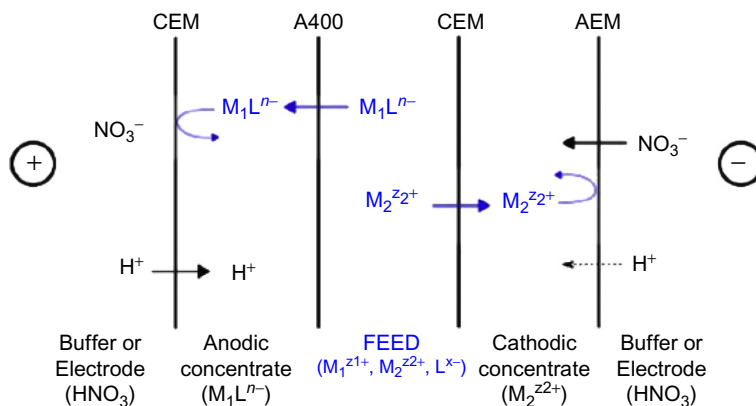 CEM A400 CEM AEM
M₁Lⁿ⁻ M₁Lⁿ⁻
NO₃⁻ NO₃⁻
+ −
M₂ᶻ²⁺ M₂ᶻ²⁺
H⁺ H⁺ H⁺
Buffer or Anodic FEED Cathodic Buffer or
Electrode concentrate (M₁ᶻ¹⁺, M₂ᶻ²⁺, Lˣ⁻) concentrate Electrode
(HNO₃) (M₁Lⁿ⁻) (M₂ᶻ²⁺) (HNO₃)